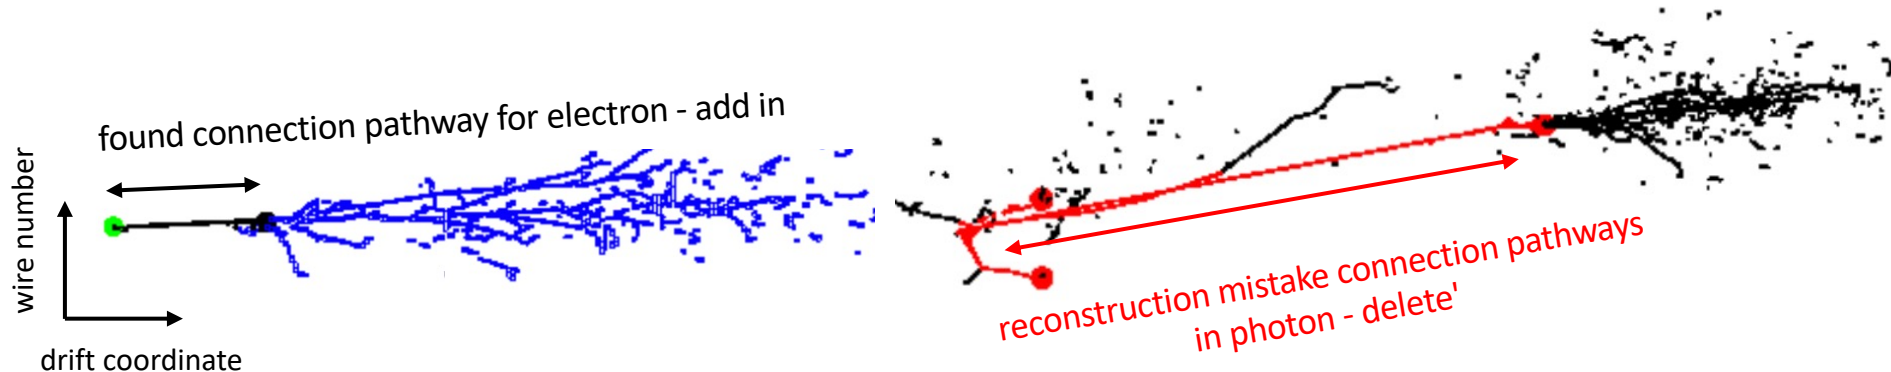 found connection pathway for electron - add in
wire number
drift coordinate
reconstruction mistake connection pathways
in photon - delete'